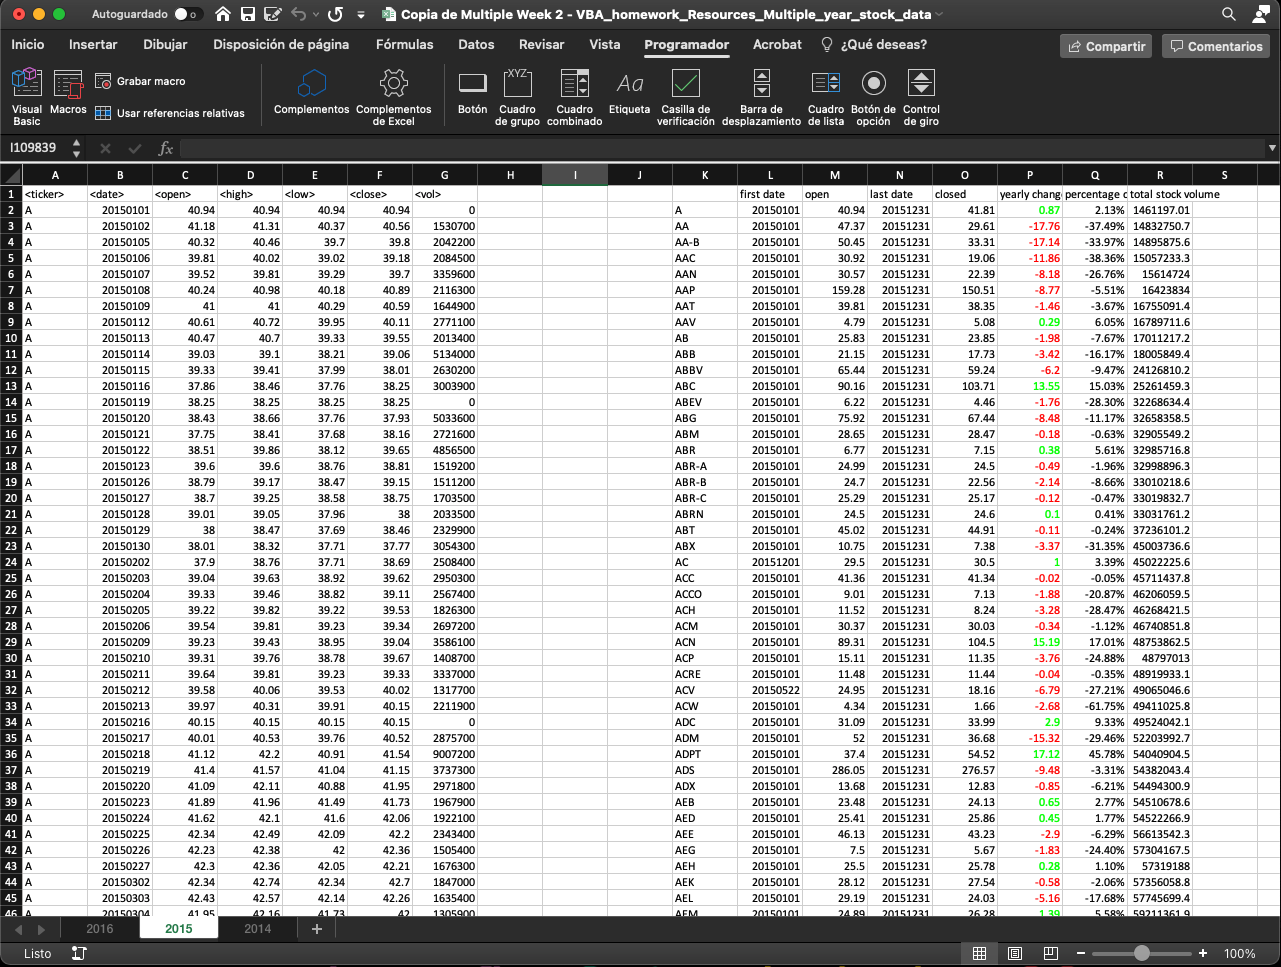 Autoguardado
Copia de Multiple Week 2 - VBA_homework_Resources_Multiple_year_stock_data
Inicio Insertar Dibujar Disposición de página Fórmulas Datos Revisar Vista Programador Acrobat ¿Qué deseas? Compartir Comentarios
Visual Basic Macros Grabar macro Usar referencias relativas Complementos Complementos de Excel Botón Cuadro de grupo Cuadro combinado Etiqueta Casilla de verificación Barra de desplazamiento Cuadro de lista Botón de opción Control de giro
I109839 fx
A B C D E F G H I J K L M N O P Q R S
1 <ticker> <date> <open> <high> <low> <close> <vol> first date open last date closed yearly chang percentage c total stock volume
2 A 20150101 40.94 40.94 40.94 40.94 0 A 20150101 40.94 20151231 41.81 0.87 2.13% 1461197.01
3 A 20150102 41.18 41.31 40.37 40.56 1530700 AA 20150101 47.37 20151231 29.61 -17.76 -37.49% 14832750.7
4 A 20150105 40.32 40.46 39.7 39.8 2042200 AA-B 20150101 50.45 20151231 33.31 -17.14 -33.97% 14895875.6
5 A 20150106 39.81 40.02 39.02 39.18 2084500 AAC 20150101 30.92 20151231 19.06 -11.86 -38.36% 15057233.3
6 A 20150107 39.52 39.81 39.29 39.7 3359600 AAN 20150101 30.57 20151231 22.39 -8.18 -26.76% 15614724
7 A 20150108 40.24 40.98 40.18 40.89 2116300 AAP 20150101 159.28 20151231 150.51 -8.77 -5.51% 16423834
8 A 20150109 41 41 40.29 40.59 1644900 AAT 20150101 39.81 20151231 38.35 -1.46 -3.67% 16755091.4
9 A 20150112 40.61 40.72 39.95 40.11 2771100 AAV 20150101 4.79 20151231 5.08 0.29 6.05% 16789711.6
10 A 20150113 40.47 40.7 39.33 39.55 2013400 AB 20150101 25.83 20151231 23.85 -1.98 -7.67% 17011217.2
11 A 20150114 39.03 39.1 38.21 39.06 5134000 ABB 20150101 21.15 20151231 17.73 -3.42 -16.17% 18005849.4
12 A 20150115 39.33 39.41 37.99 38.01 2630200 ABBV 20150101 65.44 20151231 59.24 -6.2 -9.47% 24126810.2
13 A 20150116 37.86 38.46 37.76 38.25 3003900 ABC 20150101 90.16 20151231 103.71 13.55 15.03% 25261459.3
14 A 20150119 38.25 38.25 38.25 38.25 0 ABEV 20150101 6.22 20151231 4.46 -1.76 -28.30% 32268634.4
15 A 20150120 38.43 38.66 37.76 37.93 5033600 ABG 20150101 75.92 20151231 67.44 -8.48 -11.17% 32658358.5
16 A 20150121 37.75 38.41 37.68 38.16 2721600 ABM 20150101 28.65 20151231 28.47 -0.18 -0.63% 32905549.2
17 A 20150122 38.51 39.86 38.12 39.65 4856500 ABR 20150101 6.77 20151231 7.15 0.38 5.61% 32985716.8
18 A 20150123 39.6 39.6 38.76 38.81 1519200 ABR-A 20150101 24.99 20151231 24.5 -0.49 -1.96% 32998896.3
19 A 20150126 38.79 39.17 38.47 39.15 1511200 ABR-B 20150101 24.7 20151231 22.56 -2.14 -8.66% 33010218.6
20 A 20150127 38.7 39.25 38.58 38.75 1703500 ABR-C 20150101 25.29 20151231 25.17 -0.12 -0.47% 33019832.7
21 A 20150128 39.01 39.05 37.96 38 2033500 ABRN 20150101 24.5 20151231 24.6 0.1 0.41% 33031761.2
22 A 20150129 38 38.47 37.69 38.46 2329900 ABT 20150101 45.02 20151231 44.91 -0.11 -0.24% 37236101.2
23 A 20150130 38.01 38.32 37.71 37.77 3054300 ABX 20150101 10.75 20151231 7.38 -3.37 -31.35% 45003736.6
24 A 20150202 37.9 38.76 37.71 38.69 2508400 AC 20151201 29.5 20151231 30.5 1 3.39% 45022225.6
25 A 20150203 39.04 39.63 38.92 39.62 2950300 ACC 20150101 41.36 20151231 41.34 -0.02 -0.05% 45711437.8
26 A 20150204 39.33 39.46 38.82 39.11 2567400 ACCO 20150101 9.01 20151231 7.13 -1.88 -20.87% 46206059.5
27 A 20150205 39.22 39.82 39.22 39.53 1826300 ACH 20150101 11.52 20151231 8.24 -3.28 -28.47% 46268421.5
28 A 20150206 39.54 39.81 39.23 39.34 2697200 ACM 20150101 30.37 20151231 30.03 -0.34 -1.12% 46740851.8
29 A 20150209 39.23 39.43 38.95 39.04 3586100 ACN 20150101 89.31 20151231 104.5 15.19 17.01% 48753862.5
30 A 20150210 39.31 39.76 38.78 39.67 1408700 ACP 20150101 15.11 20151231 11.35 -3.76 -24.88% 48797013
31 A 20150211 39.64 39.81 39.23 39.33 3337000 ACRE 20150101 11.48 20151231 11.44 -0.04 -0.35% 48919933.1
32 A 20150212 39.58 40.06 39.53 40.02 1317700 ACV 20150522 24.95 20151231 18.16 -6.79 -27.21% 49065046.6
33 A 20150213 39.97 40.31 39.91 40.15 2211900 ACW 20150101 4.34 20151231 1.66 -2.68 -61.75% 49411025.8
34 A 20150216 40.15 40.15 40.15 40.15 0 ADC 20150101 31.09 20151231 33.99 2.9 9.33% 49524042.1
35 A 20150217 40.01 40.53 39.76 40.52 2875700 ADM 20150101 52 20151231 36.68 -15.32 -29.46% 52203992.7
36 A 20150218 41.12 42.2 40.91 41.54 9007200 ADPT 20150101 37.4 20151231 54.52 17.12 45.78% 54040904.5
37 A 20150219 41.4 41.57 41.04 41.15 3737300 ADS 20150101 286.05 20151231 276.57 -9.48 -3.31% 54382043.4
38 A 20150220 41.09 42.11 40.88 41.95 2971800 ADX 20150101 13.68 20151231 12.83 -0.85 -6.21% 54494300.9
39 A 20150223 41.89 41.96 41.49 41.73 1967900 AEB 20150101 23.48 20151231 24.13 0.65 2.77% 54510678.6
40 A 20150224 41.62 42.1 41.6 42.06 1922100 AED 20150101 25.41 20151231 25.86 0.45 1.77% 54522266.9
41 A 20150225 42.34 42.49 42.09 42.2 2343400 AEE 20150101 46.13 20151231 43.23 -2.9 -6.29% 56613542.3
42 A 20150226 42.23 42.38 42 42.36 1505400 AEG 20150101 7.5 20151231 5.67 -1.83 -24.40% 57304167.5
43 A 20150227 42.3 42.36 42.05 42.21 1676300 AEH 20150101 25.5 20151231 25.78 0.28 1.10% 57319188
44 A 20150302 42.34 42.74 42.34 42.7 1847000 AEK 20150101 28.12 20151231 27.54 -0.58 -2.06% 57356058.8
45 A 20150303 42.43 42.57 42.14 42.26 1635400 AEL 20150101 29.19 20151231 24.03 -5.16 -17.68% 57745699.4
46 A 20150304 41.95 42.16 41.73 42 1305900 AEM 20150101 24.89 20151231 26.28 1.39 5.58% 59211361.9
2016 2015 2014 +
Listo 100%